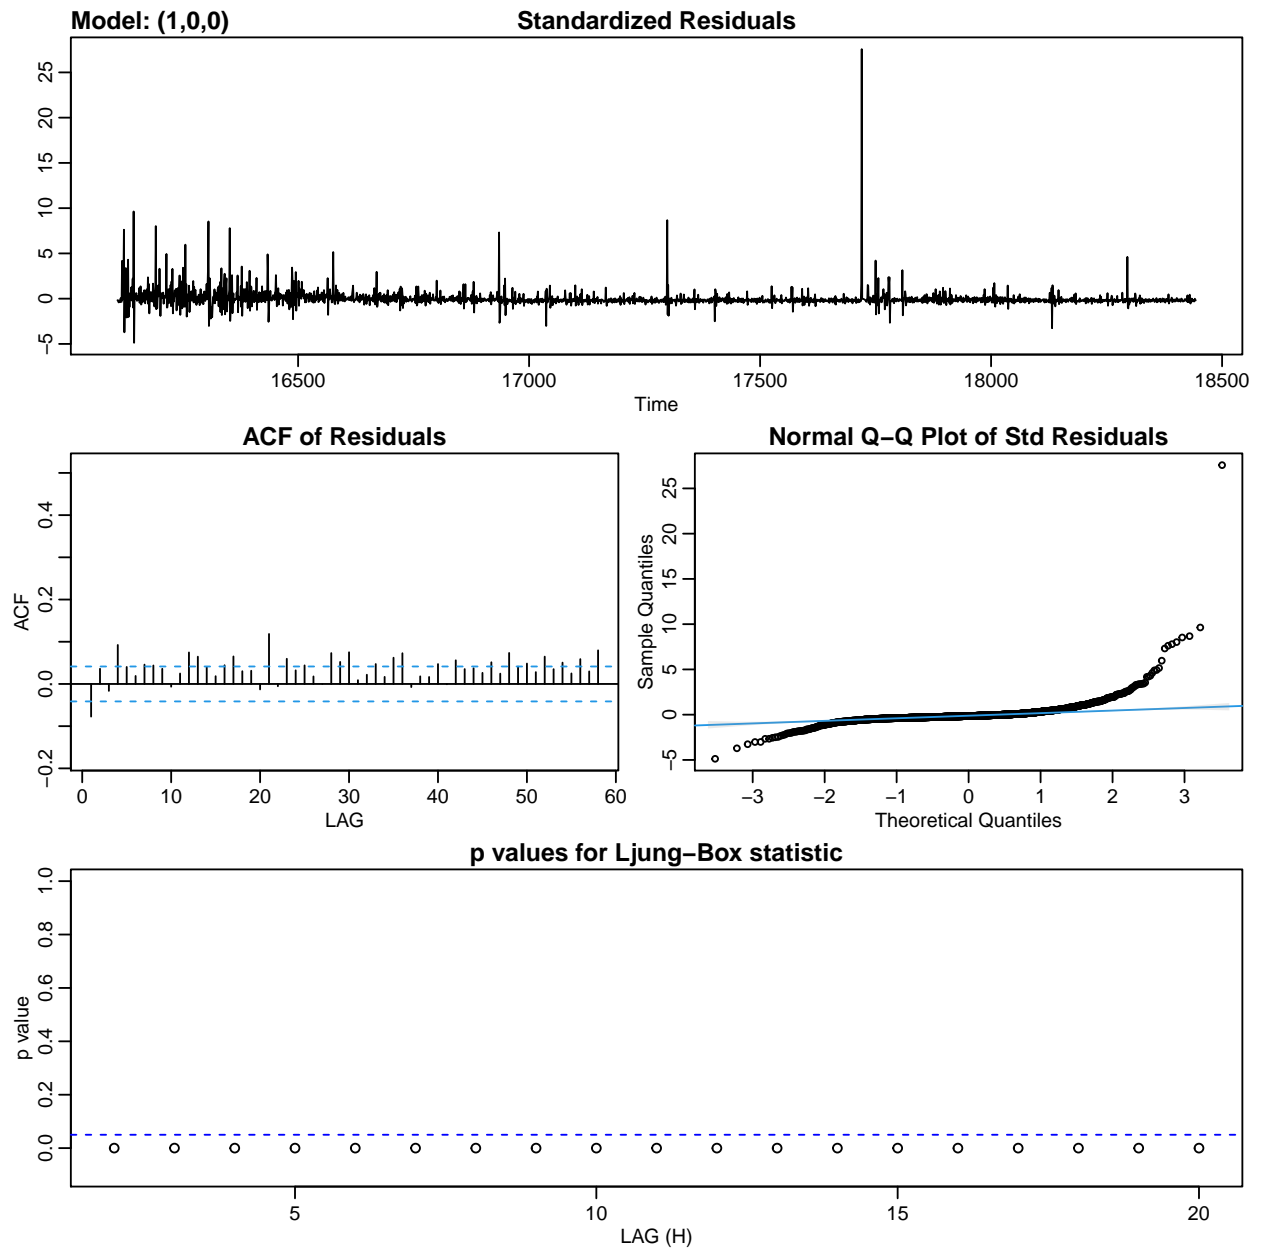 Model: (1,0,0) Standardized Residuals
25
20
15
10
5
0
−5
16500 17000 17500 18000 18500
Time
ACF of Residuals
ACF
0.4
0.2
0.0
−0.2
0 10 20 30 40 50 60
LAG
Normal Q−Q Plot of Std Residuals
Sample Quantiles
25
20
15
10
5
0
−5
−3 −2 −1 0 1 2 3
Theoretical Quantiles
p values for Ljung−Box statistic
p value
1.0
0.8
0.6
0.4
0.2
0.0
5 10 15 20
LAG (H)